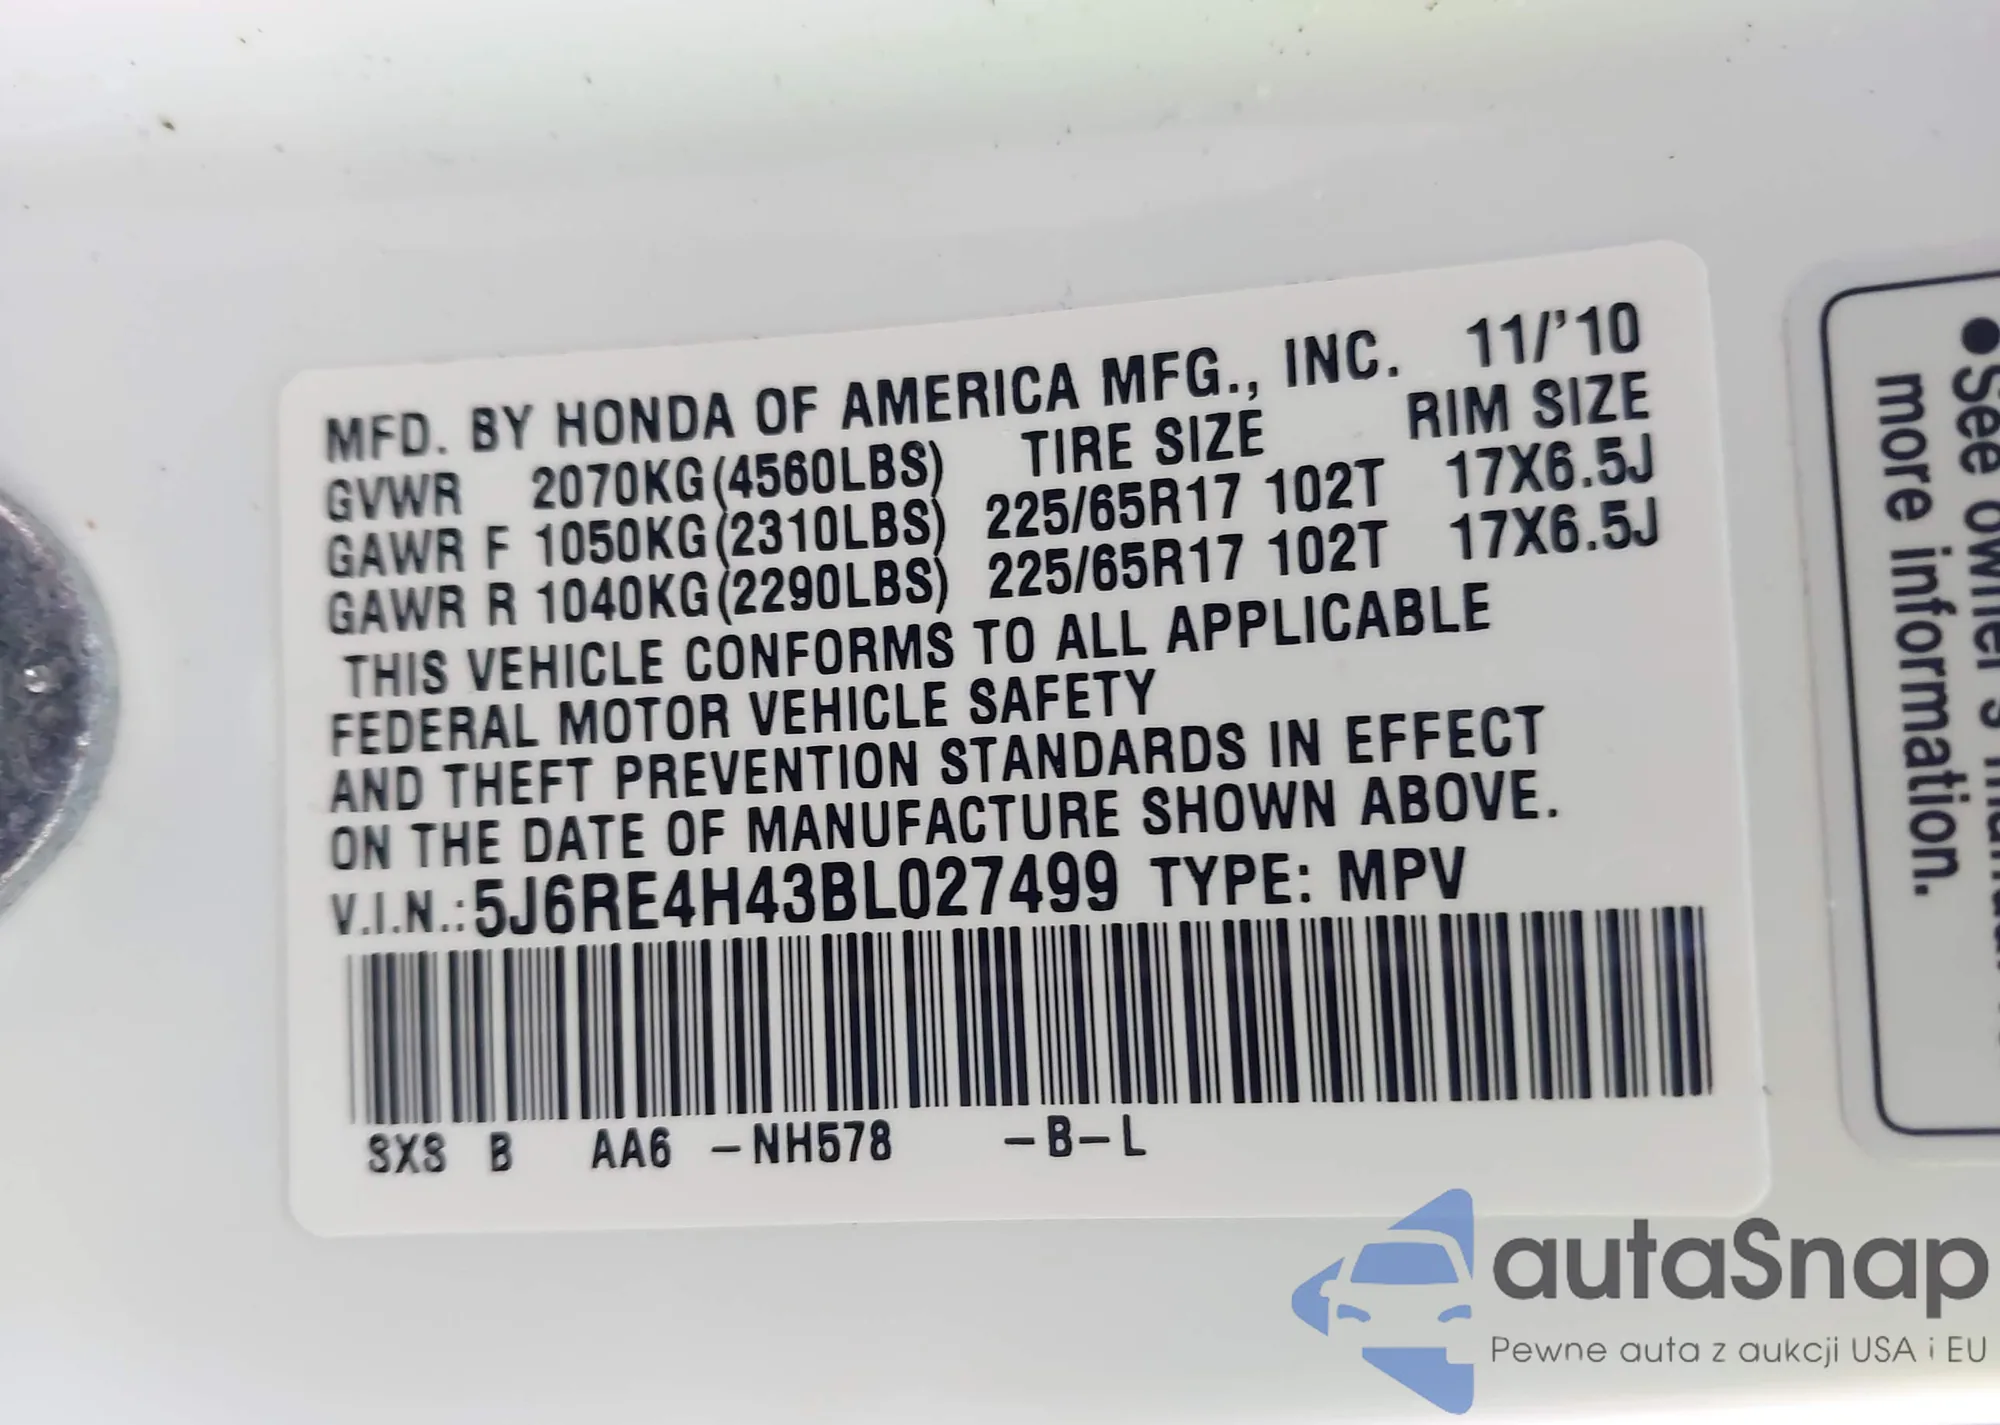 MFD. BY HONDA OF AMERICA MFG., INC. 11/'10
GVWR 2070KG(4560LBS) TIRE SIZE RIM SIZE
GAWR F 1050KG(2310LBS) 225/65R17 102T 17X6.5J
GAWR R 1040KG(2290LBS) 225/65R17 102T 17X6.5J
THIS VEHICLE CONFORMS TO ALL APPLICABLE
FEDERAL MOTOR VEHICLE SAFETY
AND THEFT PREVENTION STANDARDS IN EFFECT
ON THE DATE OF MANUFACTURE SHOWN ABOVE.
V.I.N.:5J6RE4H43BL027499 TYPE: MPV
SXS B AA6 -NH578 -B-L
●See owner's
more information.
autaSnap
Pewne auta z aukcji USA i EU